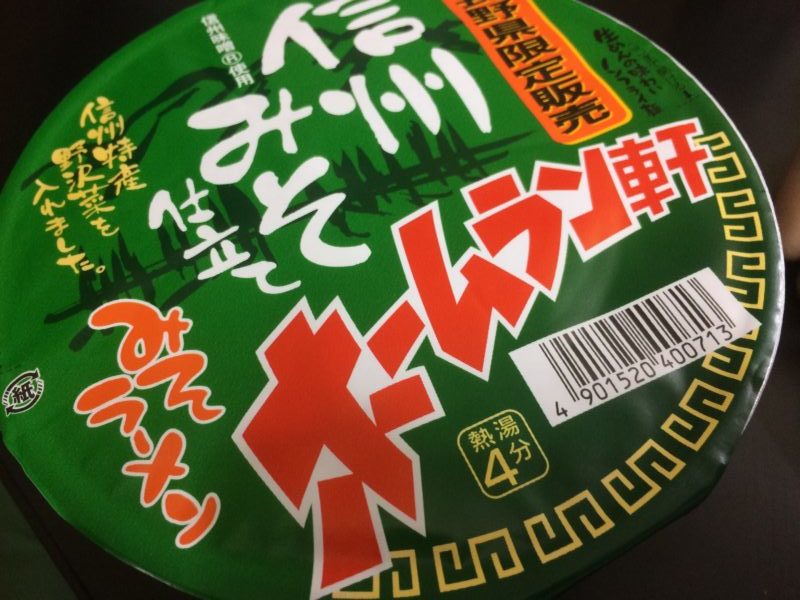 長野県限定販売
信州
みそ
仕立て
信州味噌Ⓡ使用
信州特産
野沢菜を
入れました。
ホームラン軒
みそラーメン
熱湯
4分
4 901520 400713
紙